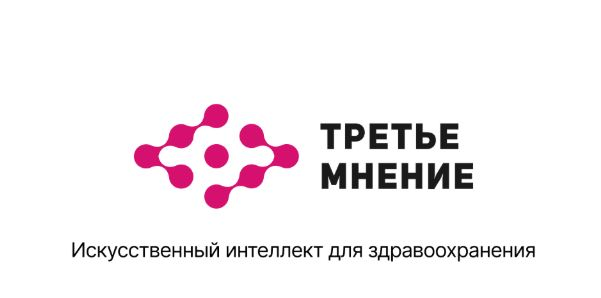 ТРЕТЬЕ
МНЕНИЕ
Искусственный интеллект для здравоохранения